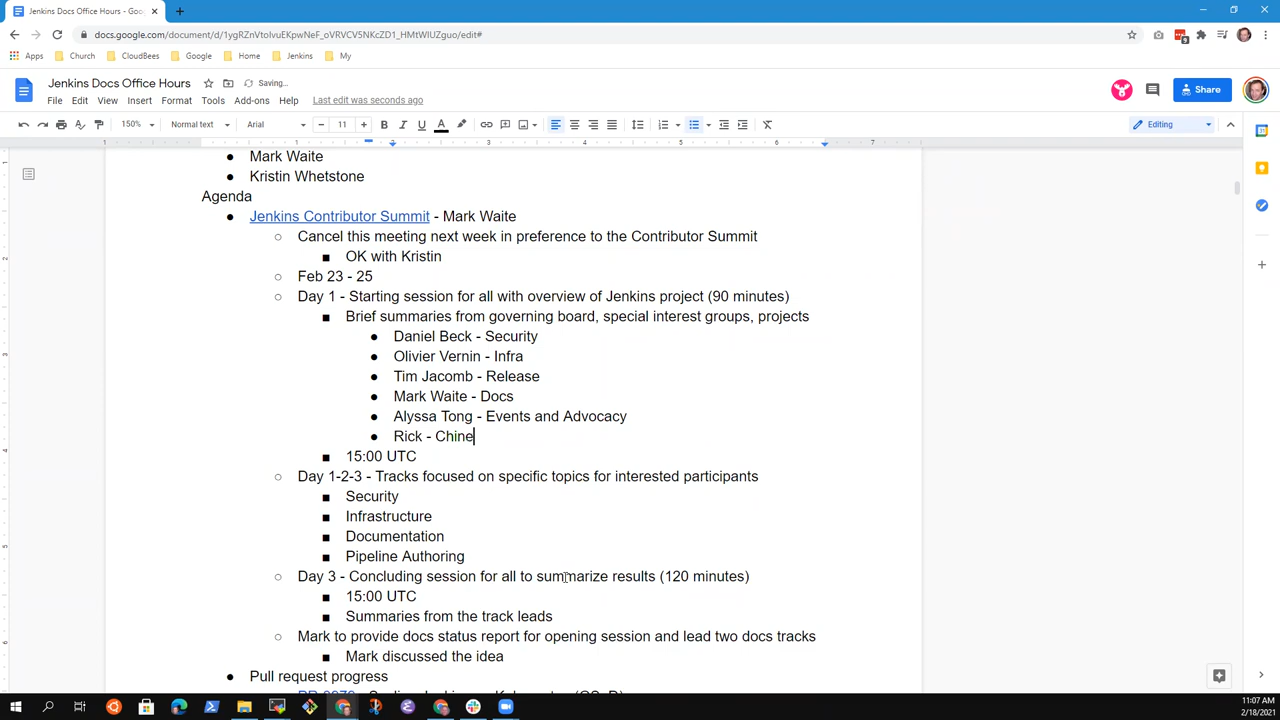 Jenkins Docs Office Hours - Goo
docs.google.com/document/d/1ygRZnVtolvuEKpwNeF_oVRVCV5NKcZD1_HMtWlUZguo/edit#
Apps Church CloudBees Google Home Jenkins My
Jenkins Docs Office Hours Saving...
File Edit View Insert Format Tools Add-ons Help Last edit was seconds ago
Share
150% Normal text Arial 11 Editing
1 1 2 3 4 5 6 7
Mark Waite
Kristin Whetstone
Agenda
Jenkins Contributor Summit - Mark Waite
Cancel this meeting next week in preference to the Contributor Summit
OK with Kristin
Feb 23 - 25
Day 1 - Starting session for all with overview of Jenkins project (90 minutes)
Brief summaries from governing board, special interest groups, projects
Daniel Beck - Security
Olivier Vernin - Infra
Tim Jacomb - Release
Mark Waite - Docs
Alyssa Tong - Events and Advocacy
Rick - Chine
15:00 UTC
Day 1-2-3 - Tracks focused on specific topics for interested participants
Security
Infrastructure
Documentation
Pipeline Authoring
Day 3 - Concluding session for all to summarize results (120 minutes)
15:00 UTC
Summaries from the track leads
Mark to provide docs status report for opening session and lead two docs tracks
Mark discussed the idea
Pull request progress
11:07 AM
2/18/2021